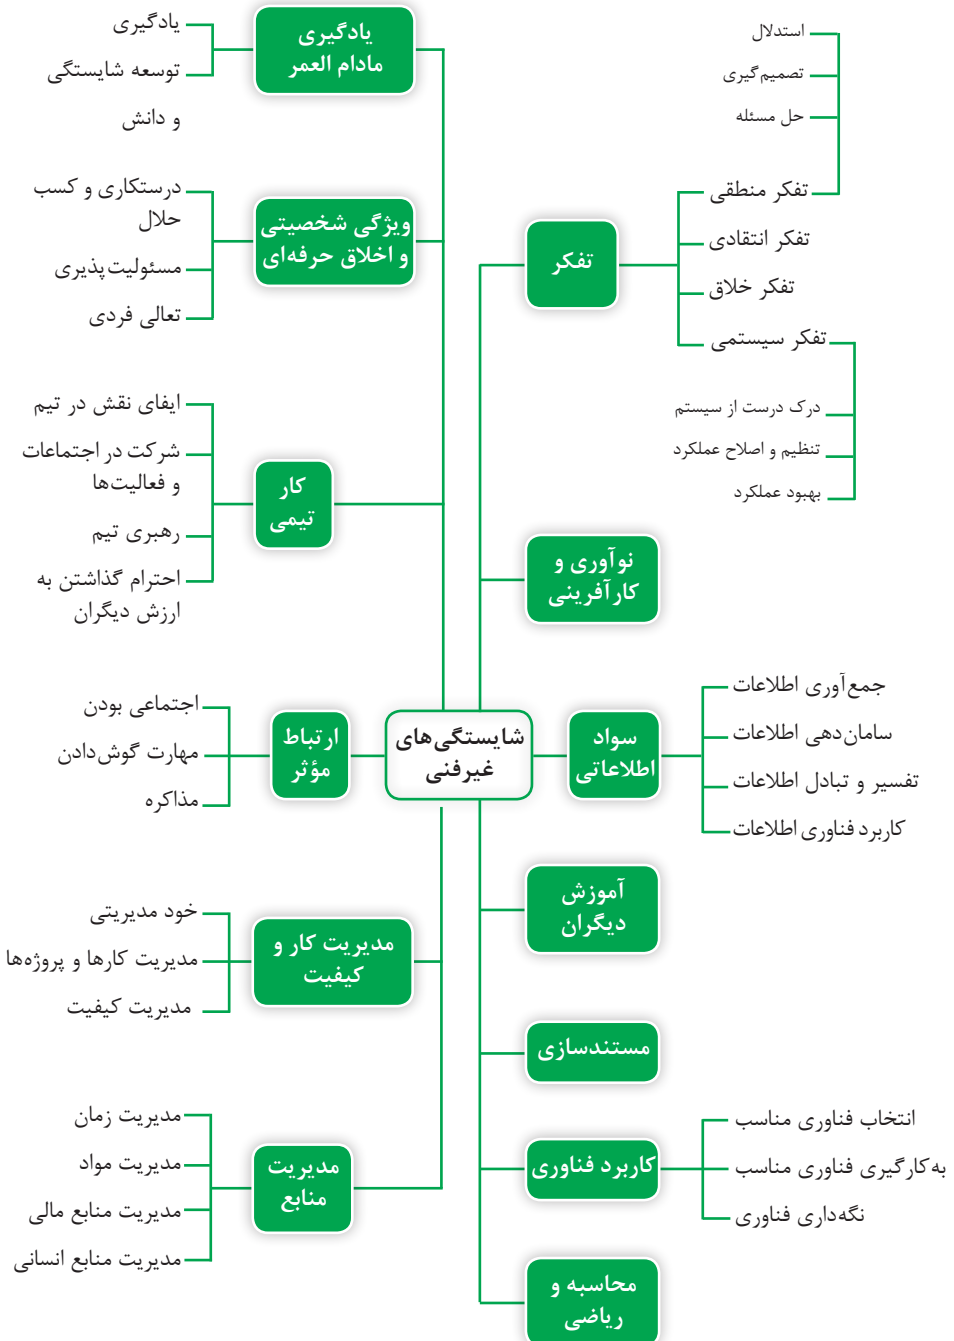 شایستگی‌های
غیرفنی
تفکر
تفکر منطقی
استدلال
تصمیم‌گیری
حل مسئله
تفکر انتقادی
تفکر خلاق
تفکر سیستمی
درک درست از سیستم
تنظیم و اصلاح عملکرد
بهبود عملکرد
نوآوری و
کارآفرینی
سواد
اطلاعاتی
جمع‌آوری اطلاعات
سامان‌دهی اطلاعات
تفسیر و تبادل اطلاعات
کاربرد فناوری اطلاعات
آموزش
دیگران
مستندسازی
کاربرد فناوری
انتخاب فناوری مناسب
به‌کارگیری فناوری مناسب
نگه‌داری فناوری
محاسبه و
ریاضی
یادگیری
مادام العمر
یادگیری
توسعه شایستگی
و دانش
ویژگی شخصیتی
و اخلاق حرفه‌ای
درستکاری و کسب
حلال
مسئولیت‌پذیری
تعالی فردی
کار
تیمی
ایفای نقش در تیم
شرکت در اجتماعات
و فعالیت‌ها
رهبری تیم
احترام گذاشتن به
ارزش دیگران
ارتباط
مؤثر
اجتماعی بودن
مهارت گوش‌دادن
مذاکره
مدیریت کار و
کیفیت
خود مدیریتی
مدیریت کارها و پروژه‌ها
مدیریت کیفیت
مدیریت
منابع
مدیریت زمان
مدیریت مواد
مدیریت منابع مالی
مدیریت منابع انسانی